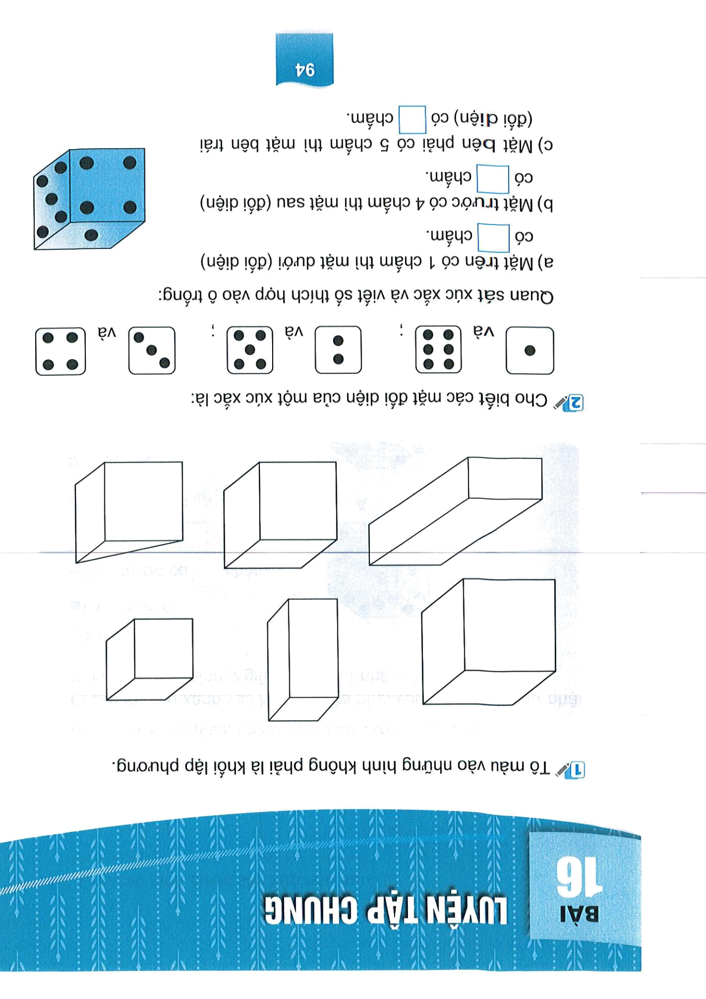 BÀI
16
LUYỆN TẬP CHUNG
1 Tô màu vào những hình không phải là khối lập phương.
2 Cho biết các mặt đối diện của một xúc xắc là:
và ; và ; và
Quan sát xúc xắc và viết số thích hợp vào ô trống:
a) Mặt trên có 1 chấm thì mặt dưới (đối diện)
có chấm.
b) Mặt trước có 4 chấm thì mặt sau (đối diện)
có chấm.
c) Mặt bên phải có 5 chấm thì mặt bên trái
(đối diện) có chấm.
94